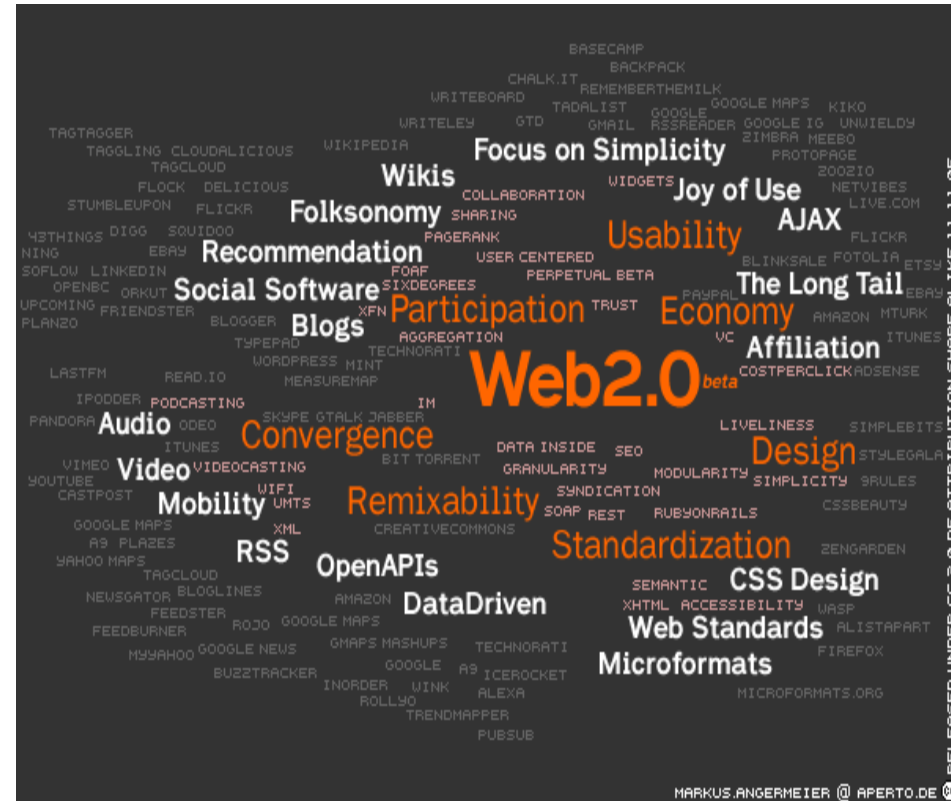 BASECAMP
BACKPACK
CHALK.IT
REMEMBERTHEMILK
WRITEBOARD
TADALIST GOOGLE GOOGLE MAPS KIKO
WRITELEY GTD GMAIL RSSREADER GOOGLE IG UNWIELDY
TAGTAGGER
ZIMBRA MEEBO
TAGGLING CLOUDALICIOUS WIKIPEDIA Focus on Simplicity PROTOPAGE
TAGCLOUD ZOOZIO
Wikis WIDGETS Joy of Use NETVIBES
FLOCK DELICIOUS COLLABORATION
STUMBLEUPON FLICKR Folksonomy SHARING AJAX LIVE.COM
43THINGS DIGG SQUIDOO PAGERANK Usability FLICKR
NING EBAY Recommendation USER CENTERED BLINKSALE FOTOLIA ETSY
SOFLOW LINKEDIN FOAF PERPETUAL BETA
OPENBC ORKUT Social Software SIXDEGREES PAYPAL The Long Tail EBAY
UPCOMING FRIENDSTER XFN Participation TRUST Economy AMAZON MTURK
PLANZO BLOGGER Blogs
TYPEPAD AGGREGATION VC ITUNES
TECHNORATI Affiliation
WORDPRESS MINT
LASTFM READ.IO MEASUREMAP Web2.0 beta COSTPERCLICK ADSENSE
IPODDER PODCASTING IM
PANDORA Audio ODEO SKYPE GTALK JABBER LIVELINESS SIMPLEBITS
ITUNES Convergence DATA INSIDE SEO Design STYLEGALA
VIMEO Video VIDEOCASTING BIT TORRENT GRANULARITY MODULARITY
YOUTUBE SIMPLICITY 9RULES
CASTPOST Mobility WIFI Remixability SYNDICATION
UMTS SOAP REST RUBYONRAILS CSSBEAUTY
GOOGLE MAPS XML CREATIVECOMMONS
A9 PLAZES RSS Standardization ZENGARDEN
YAHOO MAPS OpenAPIs
TAGCLOUD SEMANTIC CSS Design
NEWSGATOR BLOGLINES AMAZON DataDriven XHTML ACCESSIBILITY WASP
FEEDSTER ROJO GOOGLE MAPS
FEEDBURNER Web Standards ALISTAPART
MYYAHOO GOOGLE NEWS GMAPS MASHUPS TECHNORATI FIREFOX
BUZZTRACKER GOOGLE A9 ICEROCKET Microformats
INORDER WINK ALEXA MICROFORMATS.ORG
ROLLYO
TRENDMAPPER
PUBSUB
MARKUS.ANGERMEIER @ APERTO.DE